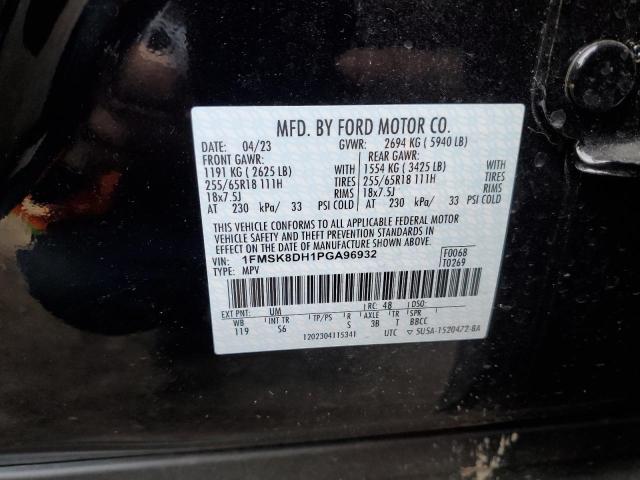 MFD. BY FORD MOTOR CO.
DATE: 04/23 GVWR: 2694 KG ( 5940 LB)
FRONT GAWR: REAR GAWR:
1191 KG ( 2625 LB) WITH 1554 KG ( 3425 LB) WITH
255/65R18 111H TIRES 255/65R18 111H TIRES
18x7.5J RIMS 18x7.5J RIMS
AT 230 kPa/ 33 PSI COLD AT 230 kPa/ 33 PSI COLD
THIS VEHICLE CONFORMS TO ALL APPLICABLE FEDERAL MOTOR
VEHICLE SAFETY AND THEFT PREVENTION STANDARDS IN
EFFECT ON THE DATE OF MANUFACTURE SHOWN ABOVE.
VIN: 1FMSK8DH1PGA96932 F0068
TYPE: MPV T0269
EXT PNT: UM RC: 48 DSO:
WB INT TR TP/PS R AXLE TR SPR
119 S6 S 3B T BBCC
1202304115341 UTC ▽ SU5A-1520472-BA